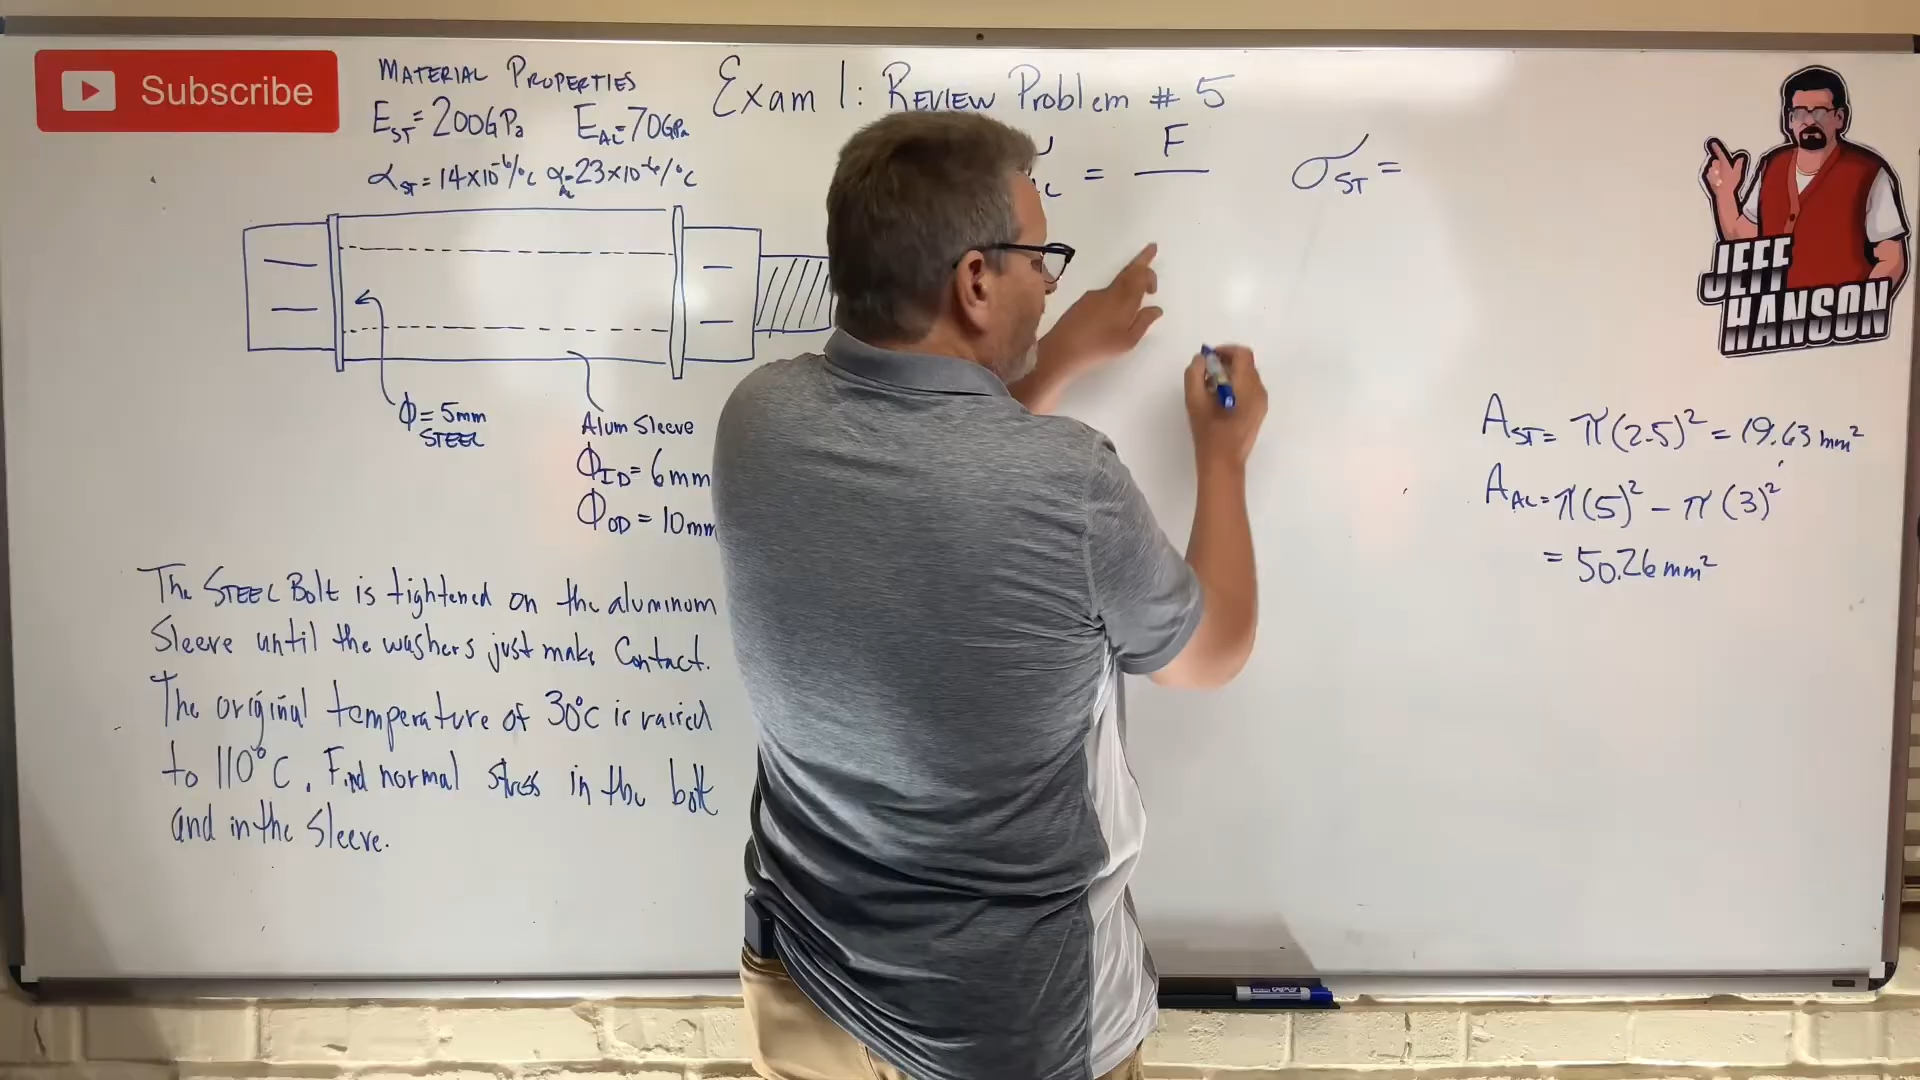 Subscribe
MATERIAL PROPERTIES
E_ST = 200GPa E_AL = 70GPa
α_ST = 14x10^-6/°C α_AL = 23x10^-6/°C
Exam 1: REVIEW Problem # 5
= F
σ_ST =
JEFF
HANSON
ϕ = 5mm
STEEL
Alum Sleeve
ϕ_ID = 6mm
ϕ_OD = 10mm
A_ST = π(2.5)² = 19.63 mm²
A_AL = π(5)² - π(3)²
= 50.26 mm²
The STEEL Bolt is tightened on the aluminum
Sleeve until the washers just make Contact.
The original temperature of 30°C is raised
to 110°C. Find normal stress in the bolt
and in the Sleeve.